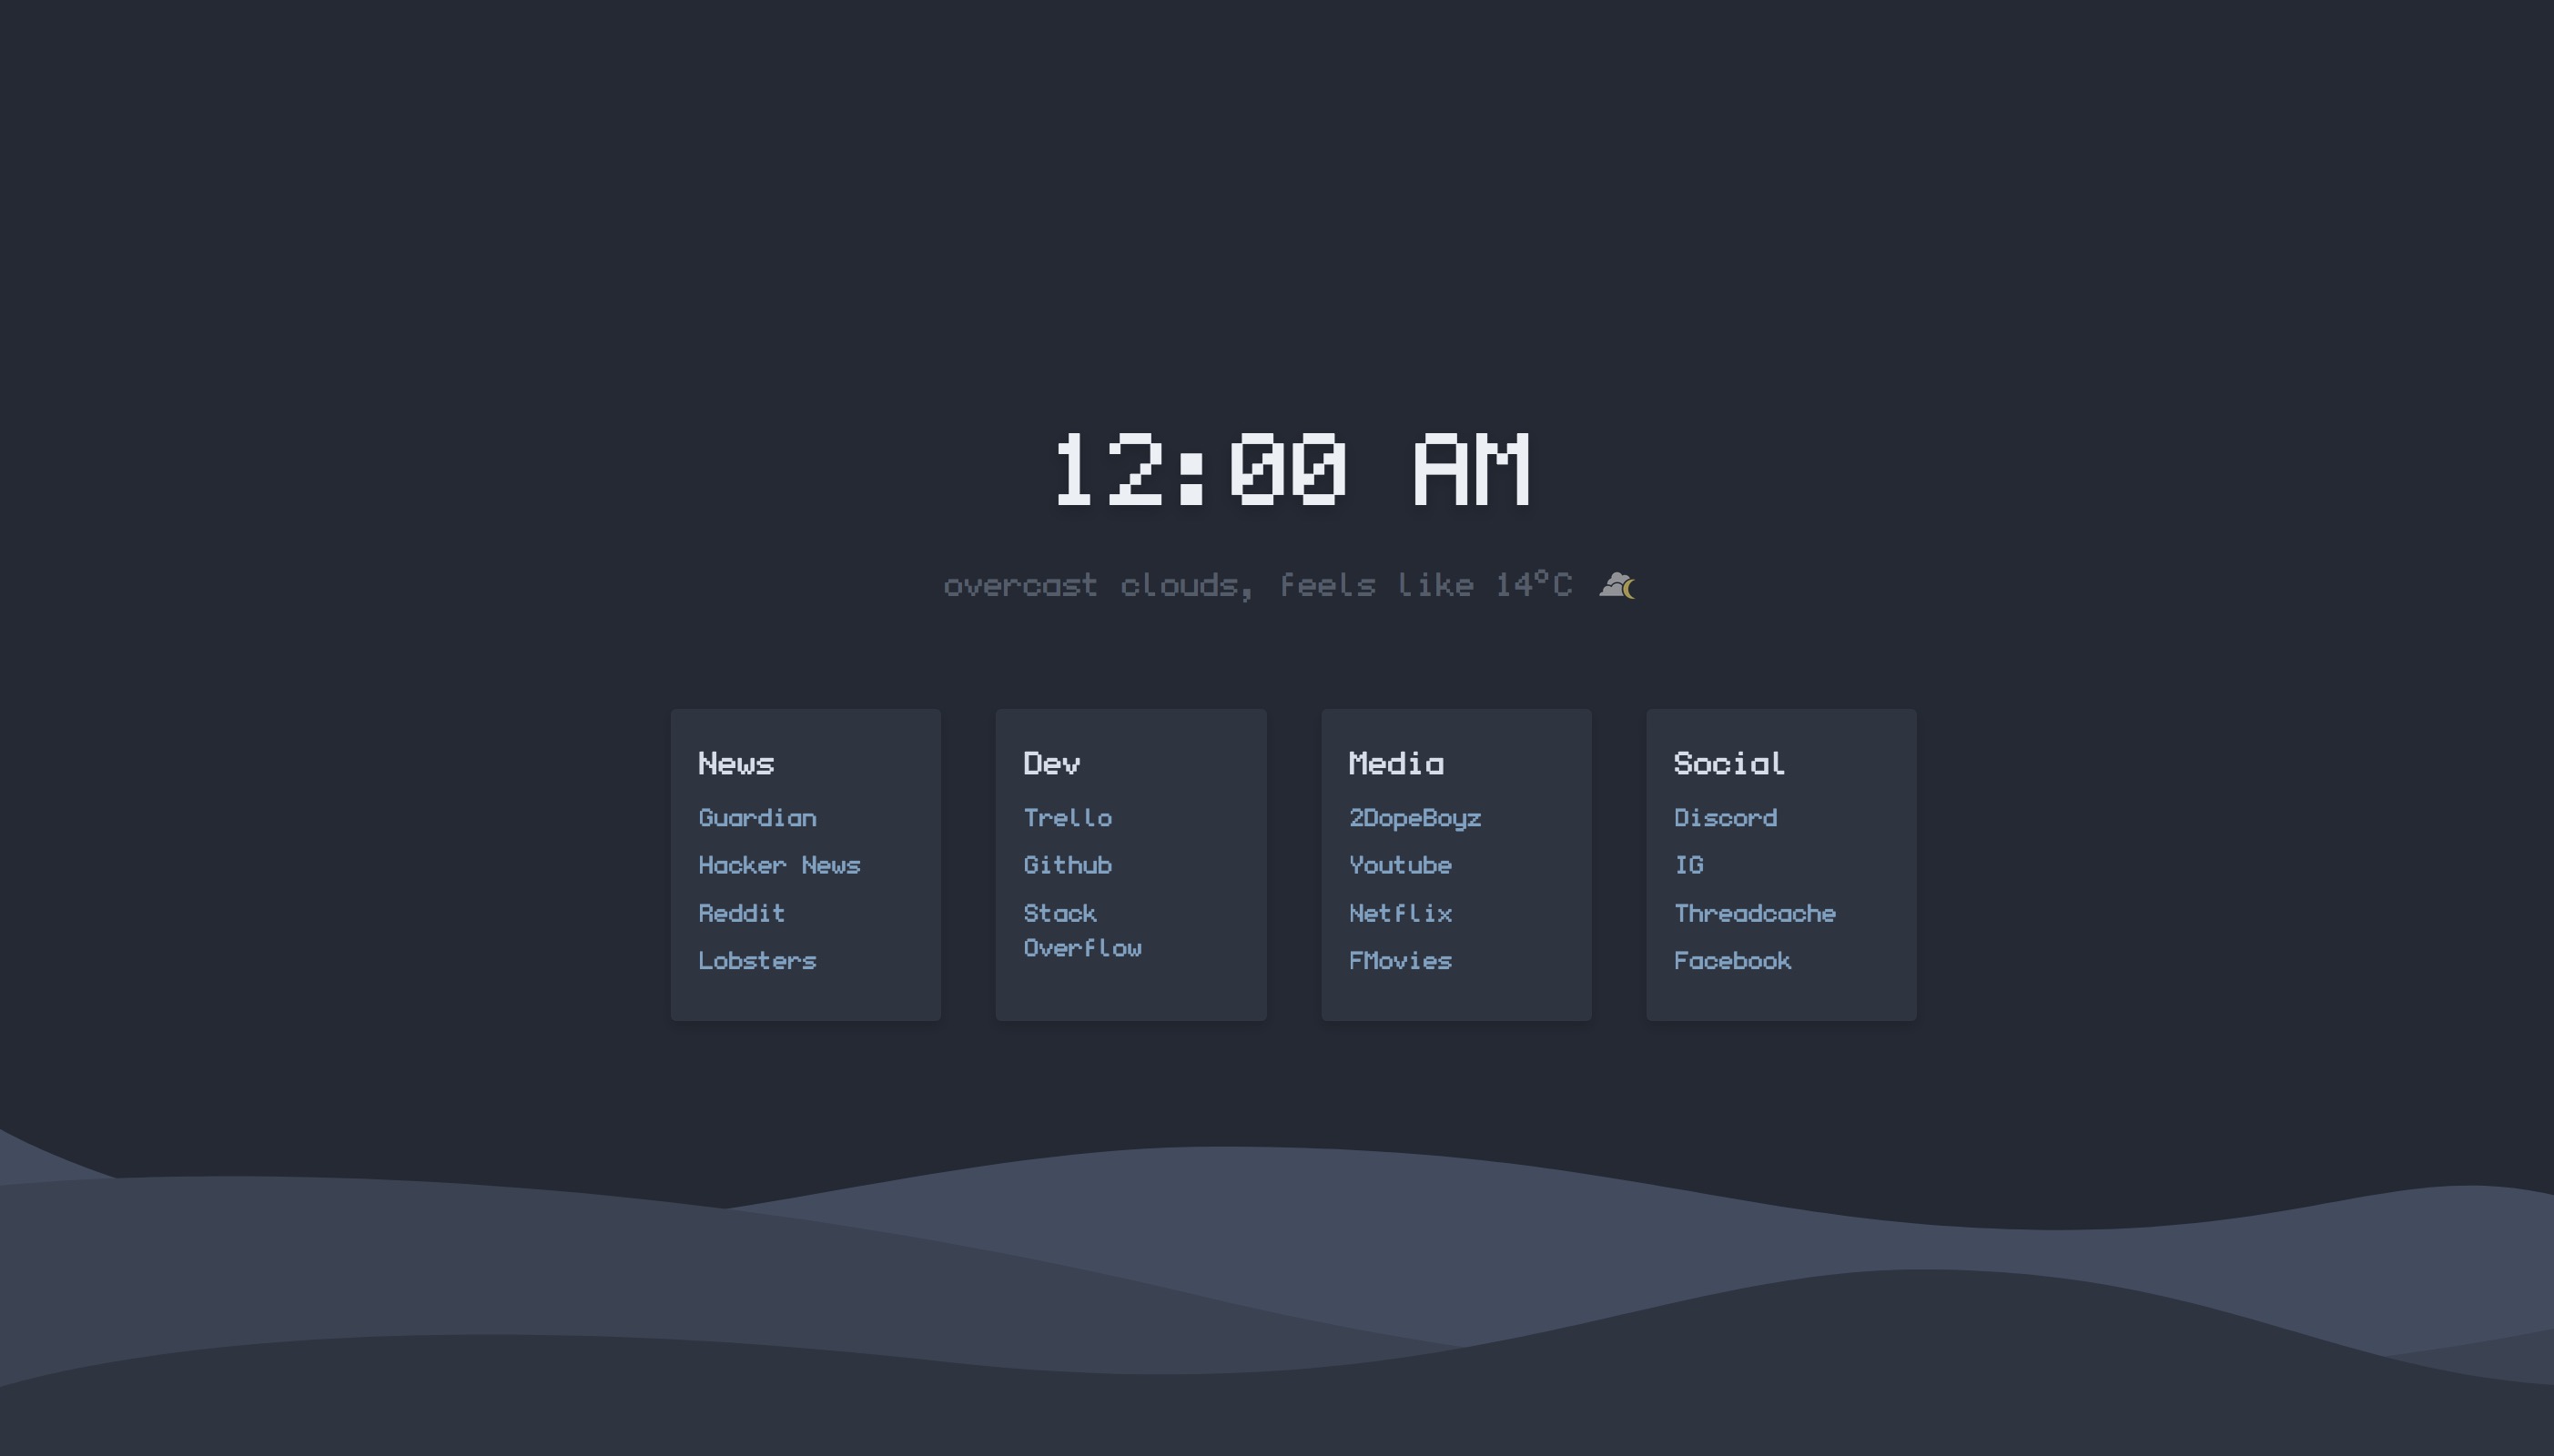 12:00 AM
overcast clouds, feels like 14°C
News
Guardian
Hacker News
Reddit
Lobsters
Dev
Trello
Github
Stack
Overflow
Media
2DopeBoyz
Youtube
Netflix
FMovies
Social
Discord
IG
Threadcache
Facebook